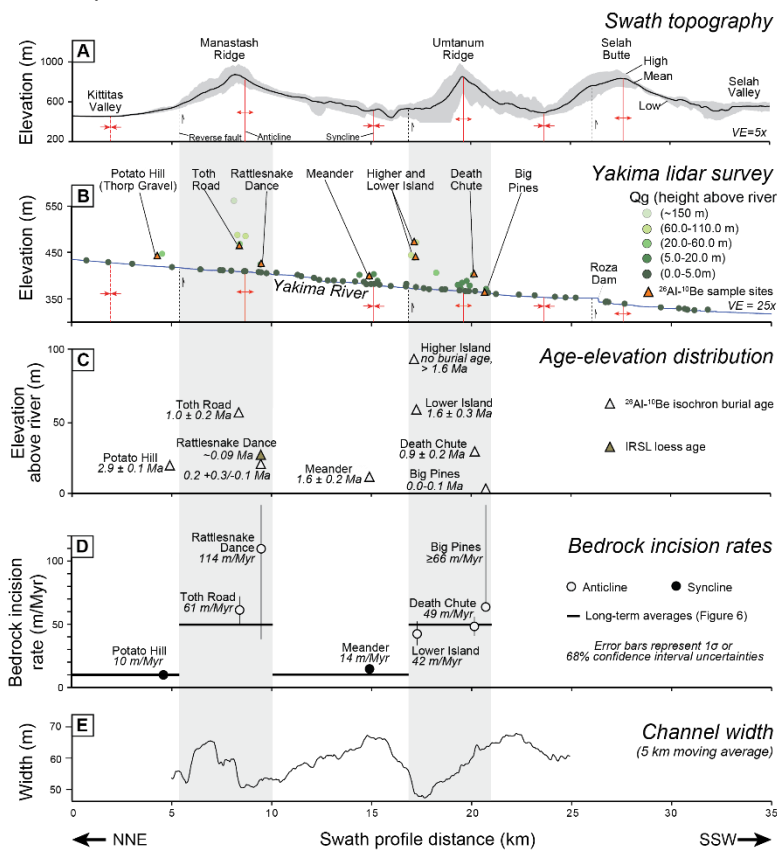 A
Swath topography
Manastash
Ridge
Umtanum
Ridge
Selah
Butte
High
Mean
Low
Kittitas
Valley
Selah
Valley
Reverse fault
Anticline
Syncline
VE=5x
Elevation (m)
1000
800
600
400
200
B
Yakima lidar survey
Potato Hill
(Thorp Gravel)
Toth
Road
Rattlesnake
Dance
Meander
Higher and
Lower Island
Death
Chute
Big
Pines
Qg (height above river)
(~150 m)
(60.0-110.0 m)
(20.0-60.0 m)
(5.0-20.0 m)
(0.0-5.0m)
²⁶Al-¹⁰Be sample sites
VE = 25x
Yakima River
Roza
Dam
Elevation (m)
550
450
350
C
Age-elevation distribution
Higher Island
no burial age,
> 1.6 Ma
Toth Road
1.0 ± 0.2 Ma
Lower Island
1.6 ± 0.3 Ma
Rattlesnake Dance
~0.09 Ma
0.2 +0.3/-0.1 Ma
Potato Hill
2.9 ± 0.1 Ma
Meander
1.6 ± 0.2 Ma
Death Chute
0.9 ± 0.2 Ma
Big Pines
0.0-0.1 Ma
²⁶Al-¹⁰Be isochron burial age
IRSL loess age
Elevation
above river (m)
100
50
0
D
Bedrock incision rates
Rattlesnake
Dance
114 m/Myr
Toth Road
61 m/Myr
Big Pines
≥66 m/Myr
Death Chute
49 m/Myr
Potato Hill
10 m/Myr
Meander
14 m/Myr
Lower Island
42 m/Myr
Anticline
Syncline
Long-term averages (Figure 6)
Error bars represent 1σ or
68% confidence interval uncertainties
Bedrock incision
rate (m/Myr)
100
50
0
E
Channel width
(5 km moving average)
Width (m)
70
60
50
0
5
10
15
20
25
30
35
NNE
Swath profile distance (km)
SSW